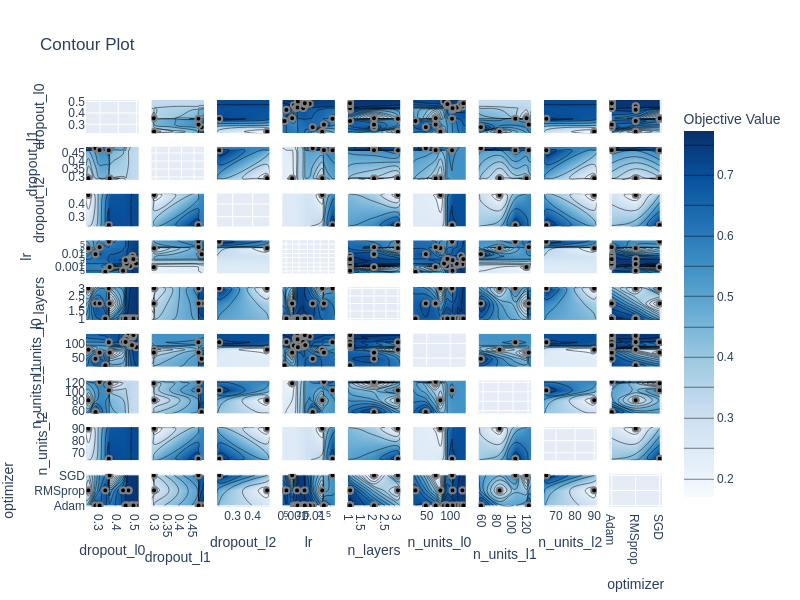 Contour Plot
Objective Value
0.7
0.6
0.5
0.4
0.3
0.2
dropout_l0
0.5
0.4
0.3
dropout_l1
0.45
0.4
0.35
0.3
dropout_l2
0.4
0.3
lr
0.01
0.001
n_layers
3
2.5
2
1.5
1
n_units_l0
100
50
n_units_l1
120
100
80
60
n_units_l2
90
80
70
optimizer
SGD
RMSprop
Adam
0.3 0.4 0.5
0.3 0.35 0.4 0.45
0.3 0.4
1 1.5 2 2.5 3
50 100
60 80 100 120
70 80 90
Adam RMSprop SGD
dropout_l0 dropout_l1 dropout_l2 lr n_layers n_units_l0 n_units_l1 n_units_l2 optimizer